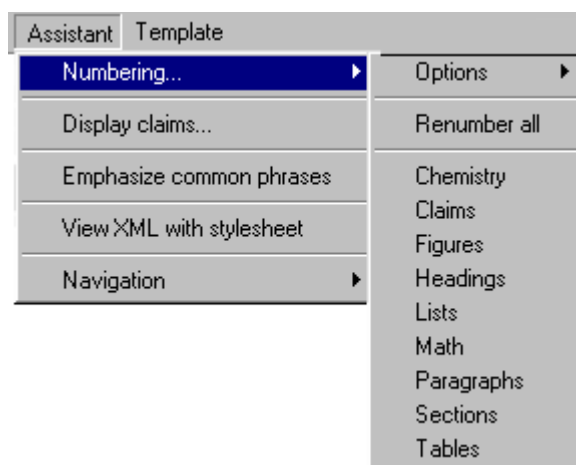 Assistant Template
Numbering...
Display claims...
Emphasize common phrases
View XML with stylesheet
Navigation
Options
Renumber all
Chemistry
Claims
Figures
Headings
Lists
Math
Paragraphs
Sections
Tables